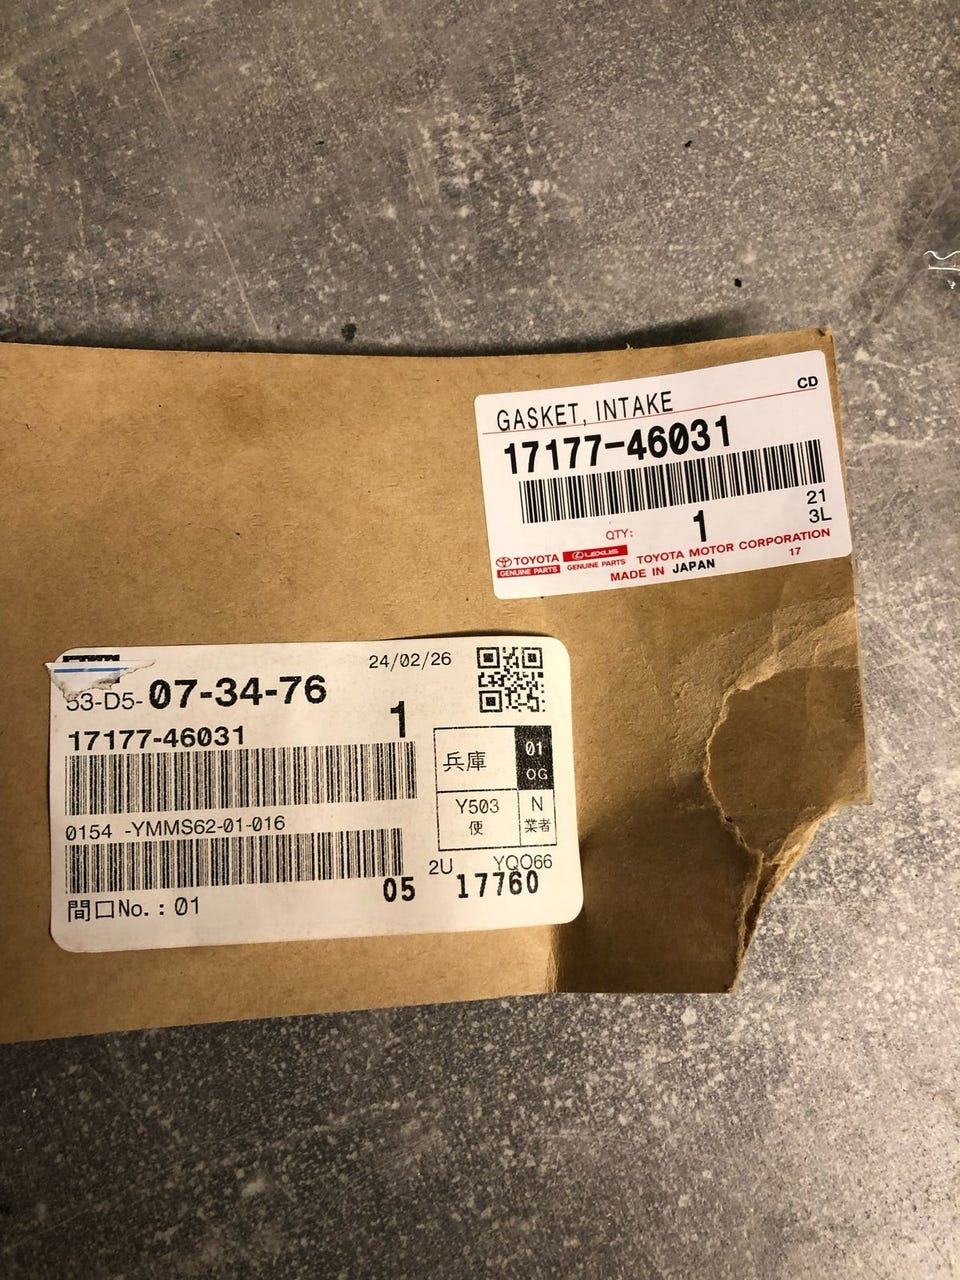 GASKET, INTAKE
CD
17177-46031
21
3L
QTY:
1
TOYOTA
GENUINE PARTS
LEXUS
GENUINE PARTS
TOYOTA MOTOR CORPORATION
17
MADE IN JAPAN
24/02/26
53-D5-07-34-76
1
17177-46031
兵庫
01
OG
Y503
便
N
業者
0154 -YMMS62-01-016
2U
YQO66
05
17760
間口No.:01